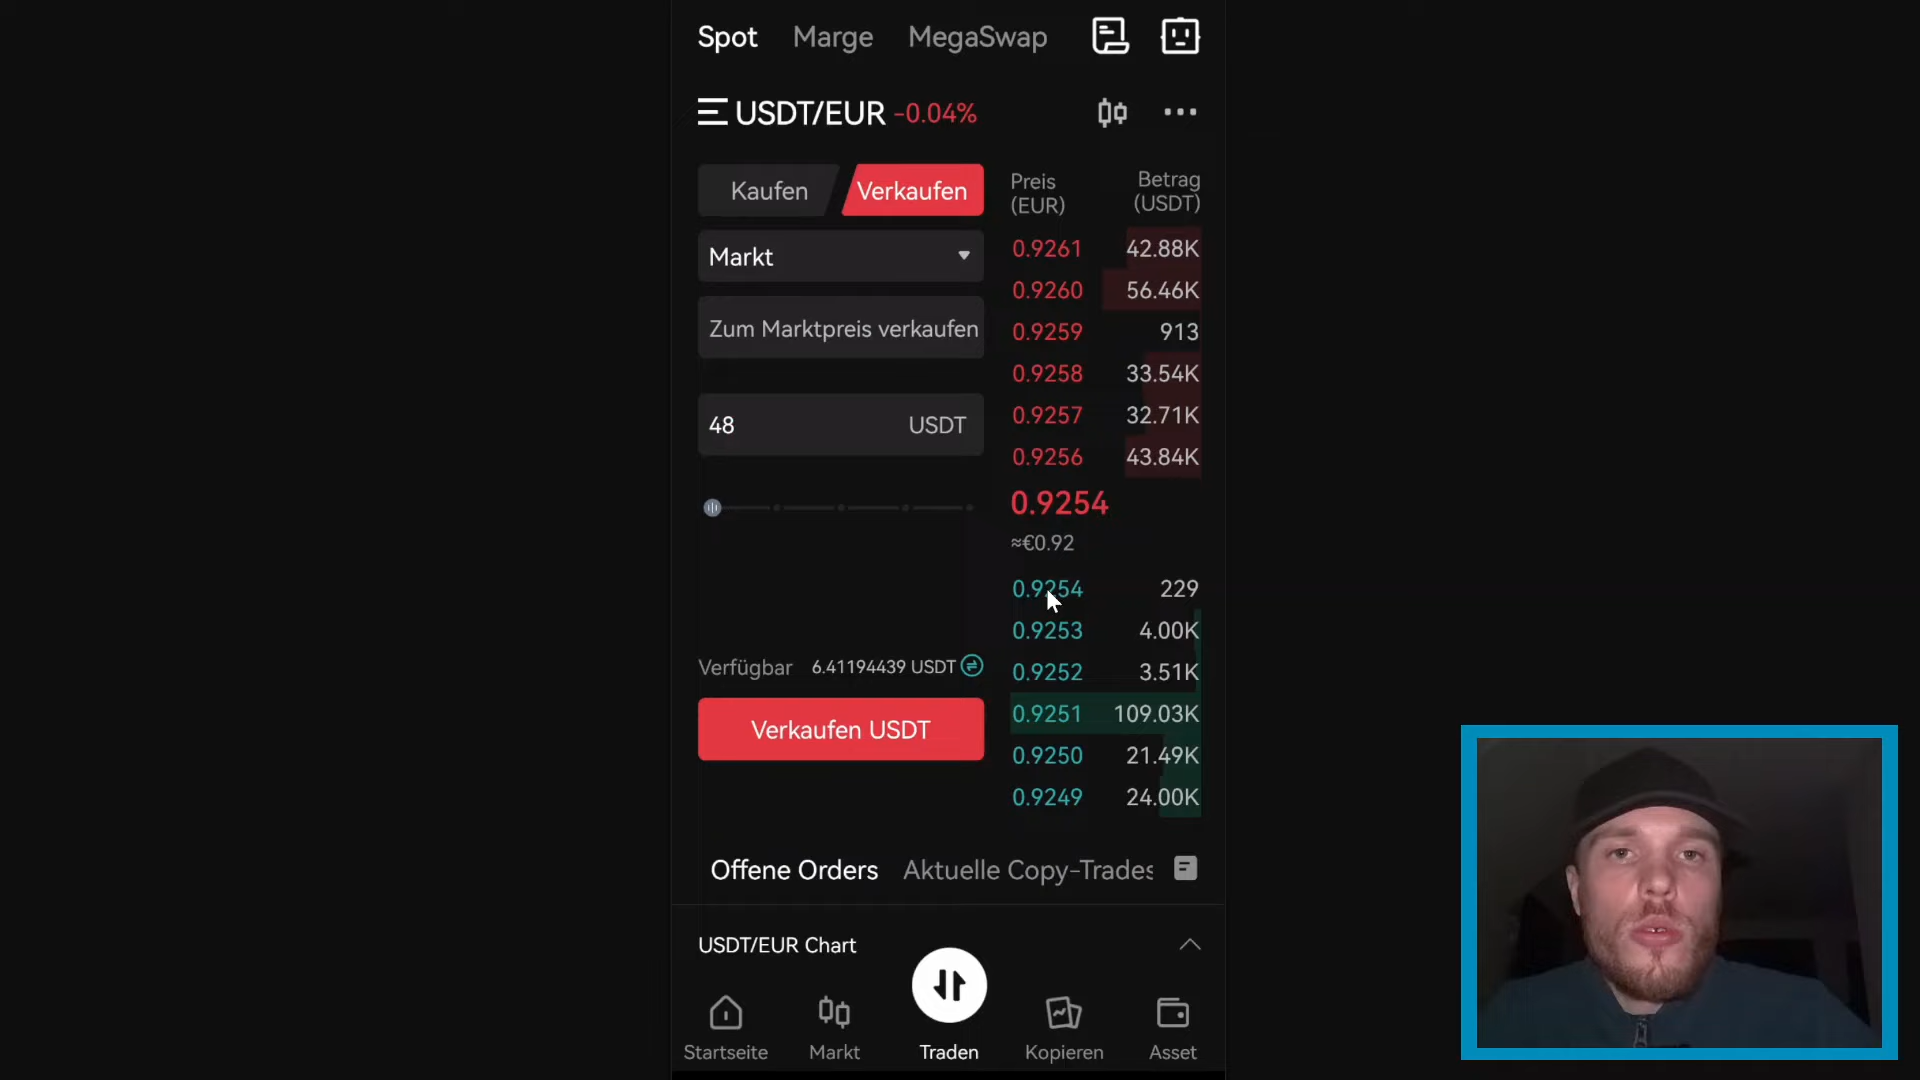 Spot Marge MegaSwap
USDT/EUR -0.04%
Kaufen Verkaufen
Markt
Zum Marktpreis verkaufen
48 USDT
Verfügbar 6.41194439 USDT
Verkaufen USDT
Preis Betrag
(EUR) (USDT)
0.9261 42.88K
0.9260 56.46K
0.9259 913
0.9258 33.54K
0.9257 32.71K
0.9256 43.84K
0.9254
≈€0.92
0.9254 229
0.9253 4.00K
0.9252 3.51K
0.9251 109.03K
0.9250 21.49K
0.9249 24.00K
Offene Orders Aktuelle Copy-Trades
USDT/EUR Chart
Startseite Markt Traden Kopieren Asset